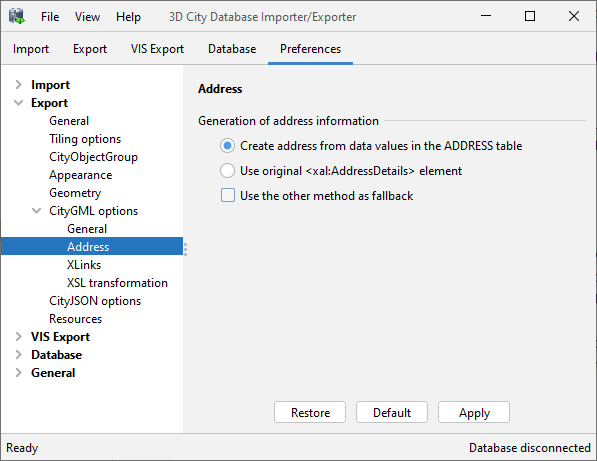 File View Help 3D City Database Importer/Exporter
Import Export VIS Export Database Preferences
Import
Export
General
Tiling options
CityObjectGroup
Appearance
Geometry
CityGML options
General
Address
XLinks
XSL transformation
CityJSON options
Resources
VIS Export
Database
General
Address
Generation of address information
Create address from data values in the ADDRESS table
Use original <xal:AddressDetails> element
Use the other method as fallback
Restore Default Apply
Ready Database disconnected